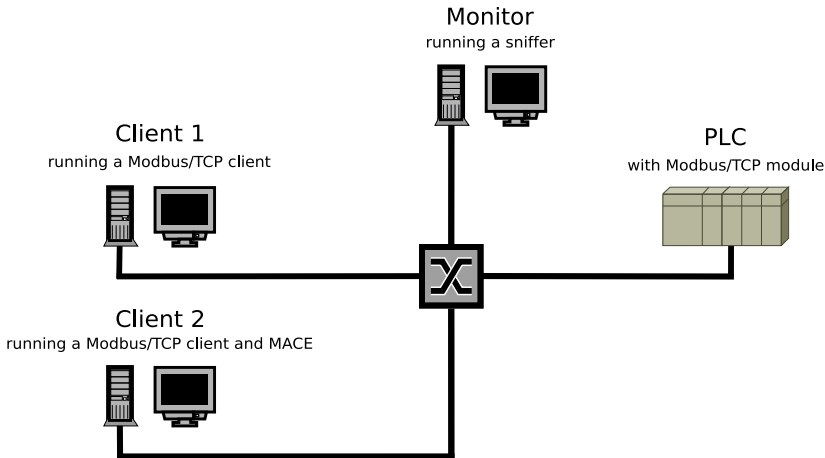 Monitor
running a sniffer
Client 1
running a Modbus/TCP client
PLC
with Modbus/TCP module
Client 2
running a Modbus/TCP client and MACE